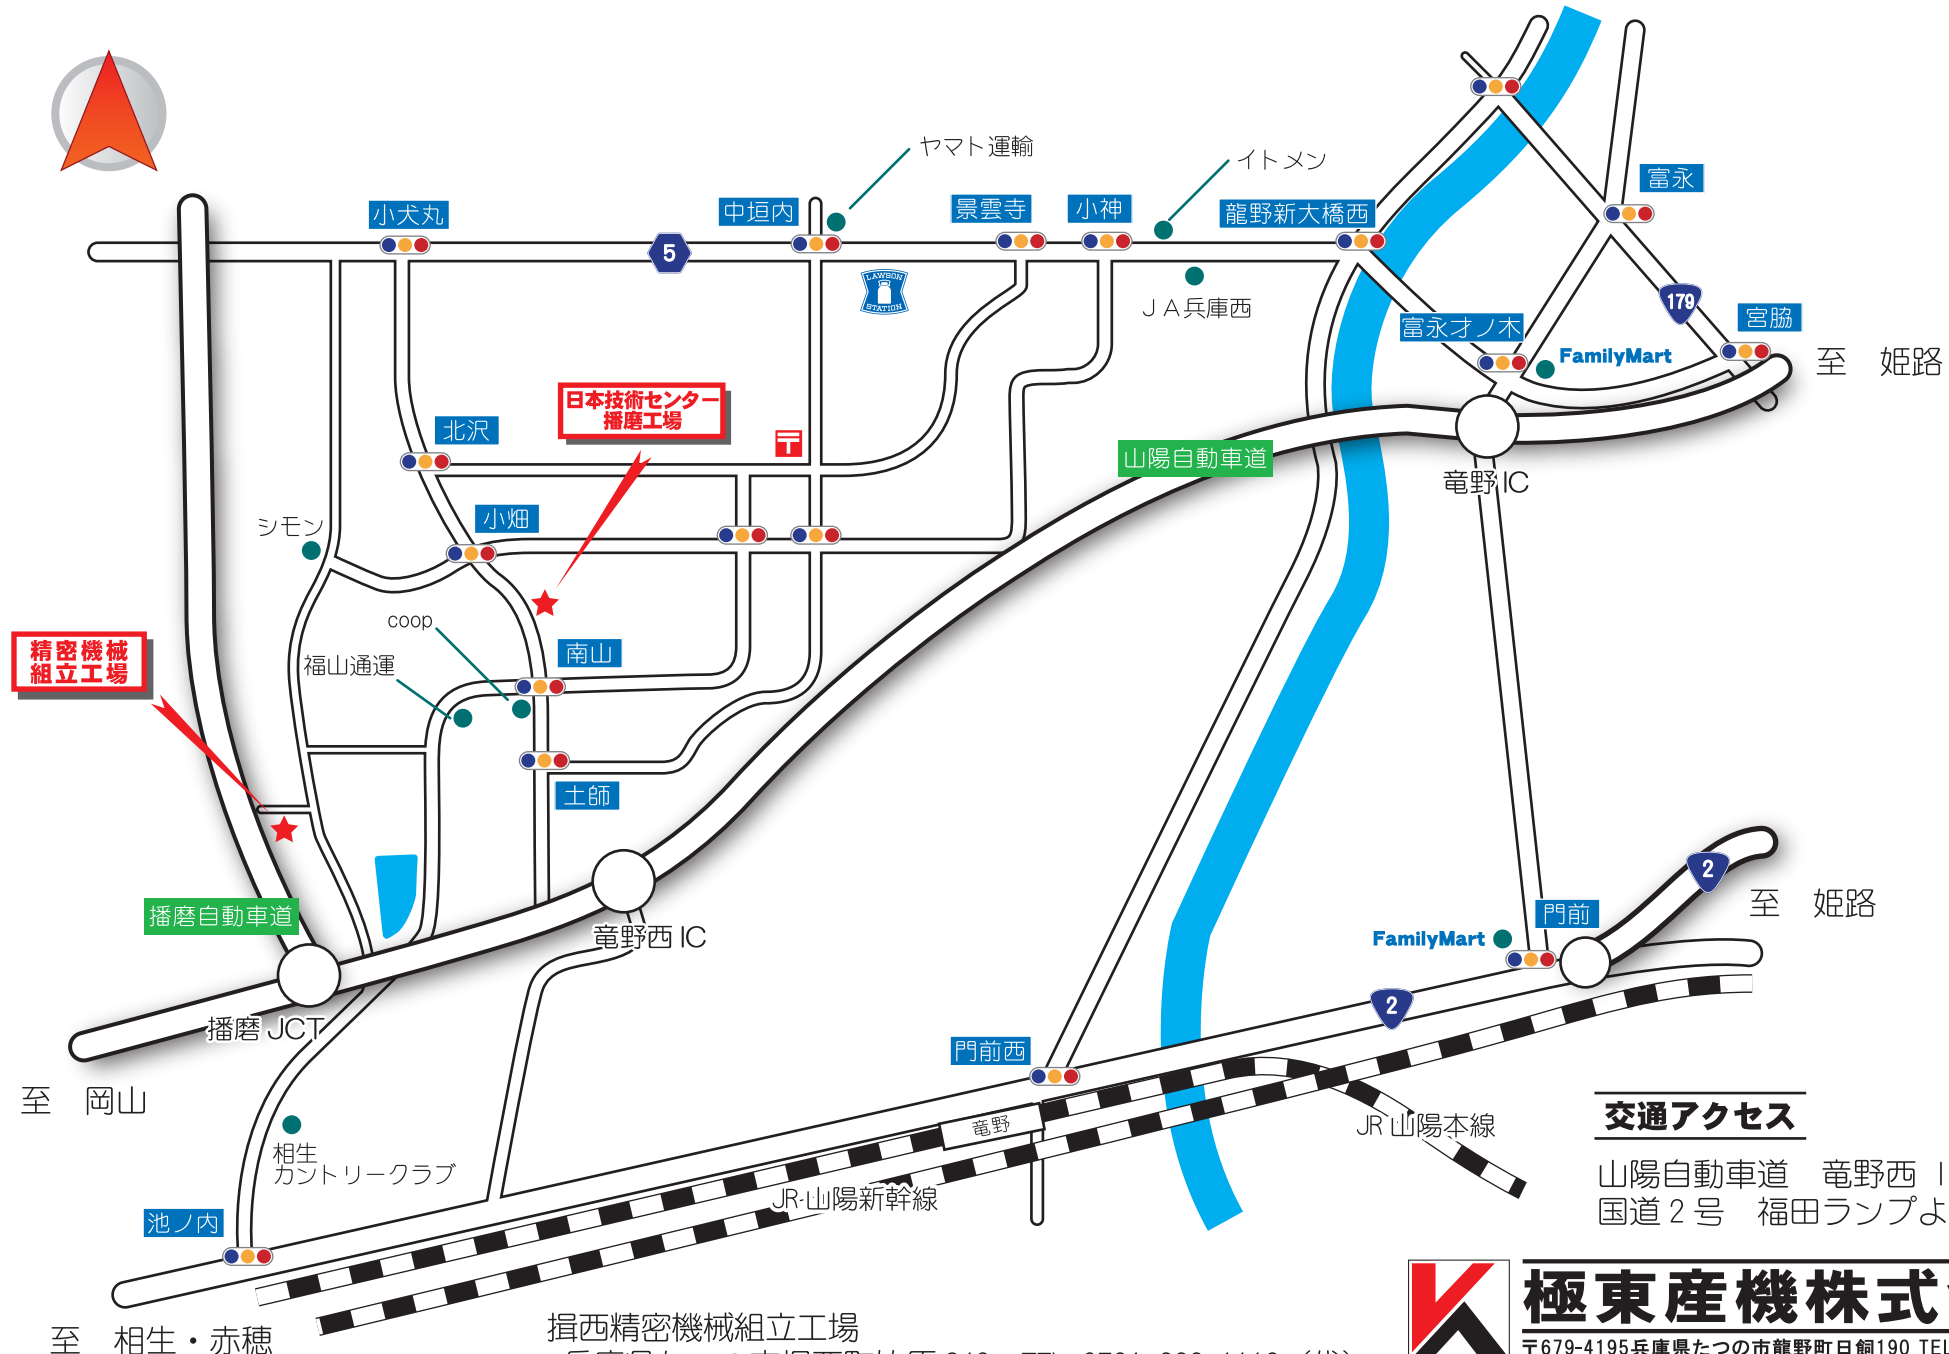 ヤマト運輸
イトメン
富永
小犬丸
中垣内
景雲寺
小神
龍野新大橋西
5
LAWSON
STATION
JA兵庫西
179
宮脇
富永才ノ木
FamilyMart
至 姫路
日本技術センター
播磨工場
北沢
山陽自動車道
竜野IC
小畑
シモン
coop
南山
福山通運
精密機械
組立工場
土師
2
至 姫路
播磨自動車道
門前
竜野西IC
FamilyMart
播磨JCT
2
門前西
至 岡山
竜野
JR山陽本線
交通アクセス
相生
カントリークラブ
JR山陽新幹線
山陽自動車道 竜野西 I
国道2号 福田ランプよ
池ノ内
極東産機株式
至 相生・赤穂
揖西精密機械組立工場
〒679-4195兵庫県たつの市龍野町日飼190 TEL